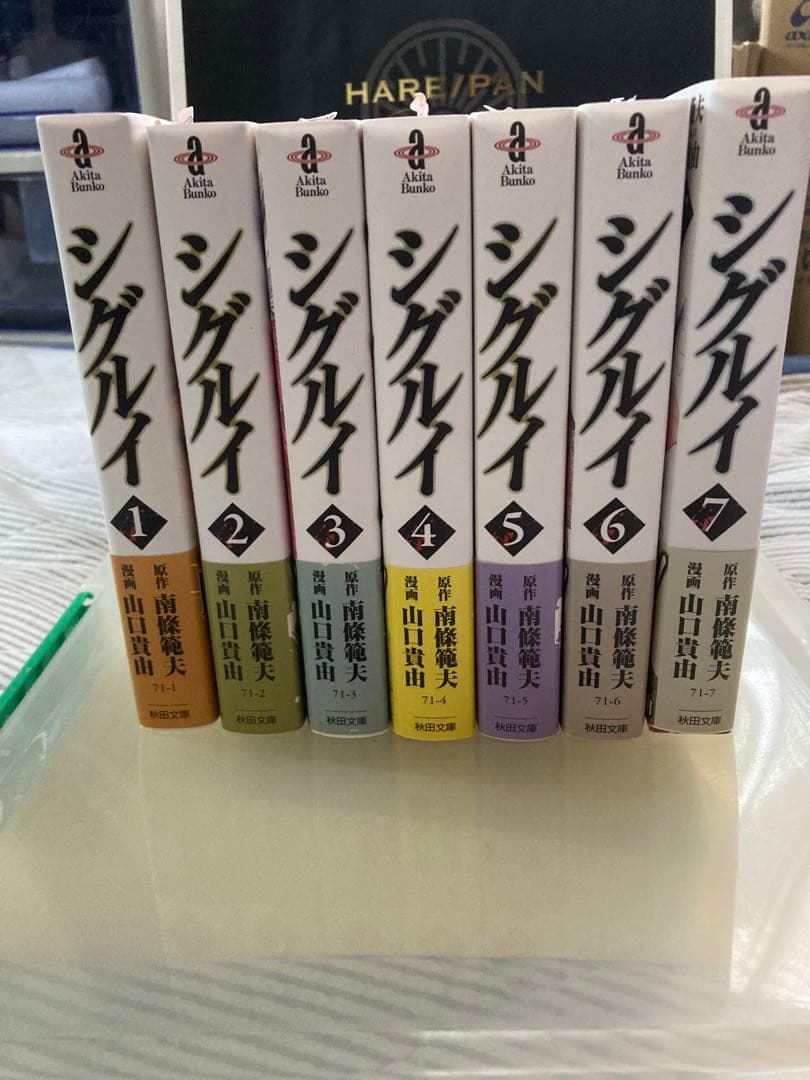 HARE/PAN
ax
a
Akita
Bunko
シグルイ
1
原作 南條範夫
漫画 山口貴由
71-1
秋田文庫
a
Akita
Bunko
シグルイ
2
原作 南條範夫
漫画 山口貴由
71-2
a
Akita
Bunko
シグルイ
3
原作 南條範夫
漫画 山口貴由
71-3
秋田文庫
a
Akita
Bunko
シグルイ
4
原作 南條範夫
漫画 山口貴由
71-4
秋田文庫
a
Akita
Bunko
シグルイ
5
原作 南條範夫
漫画 山口貴由
71-5
秋田文庫
a
Akita
Bunko
シグルイ
6
原作 南條範夫
漫画 山口貴由
71-6
秋田文庫
a
Akita
Bunko
シグルイ
7
原作 南條範夫
漫画 山口貴由
71-7
秋田文庫